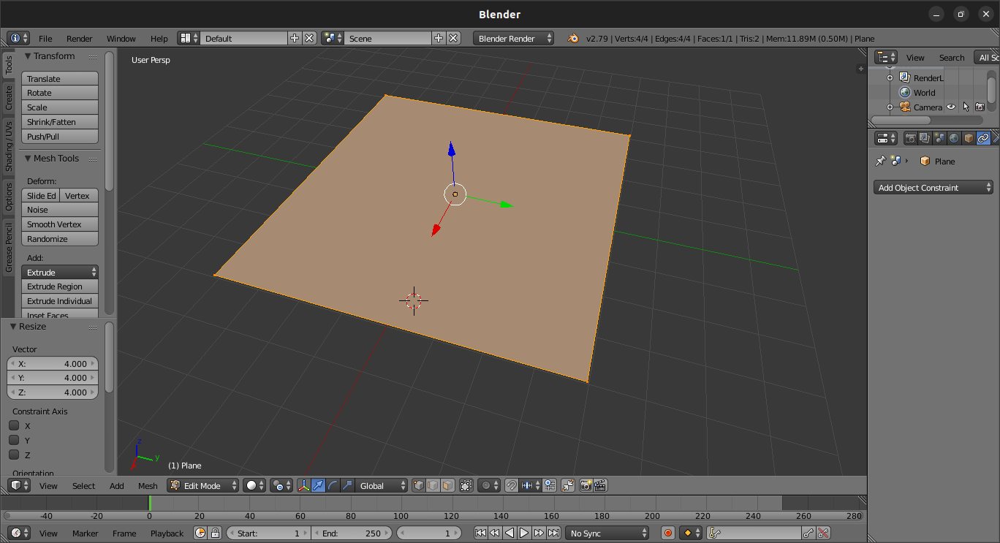 Blender
File Render Window Help Default Scene Blender Render v2.79 | Verts:4/4 | Edges:4/4 | Faces:1/1 | Tris:2 | Mem:11.89M (0.50M) | Plane
Tools
Create
Shading / UVs
Options
Grease Pencil
Transform
Translate
Rotate
Scale
Shrink/Fatten
Push/Pull
Mesh Tools
Deform:
Slide Ed Vertex
Noise
Smooth Vertex
Randomize
Add:
Extrude
Extrude Region
Extrude Individual
Inset Faces
Resize
Vector
X: 4.000
Y: 4.000
Z: 4.000
Constraint Axis
X
Y
Z
Orientation
User Persp
z
y
(1) Plane
View Select Add Mesh Edit Mode Global
-40 -20 0 20 40 60 80 100 120 140 160 180 200 220 240 260 280
View Marker Frame Playback Start: 1 End: 250 1 No Sync
View Search All Sc
RenderL
World
Camera
Plane
Add Object Constraint